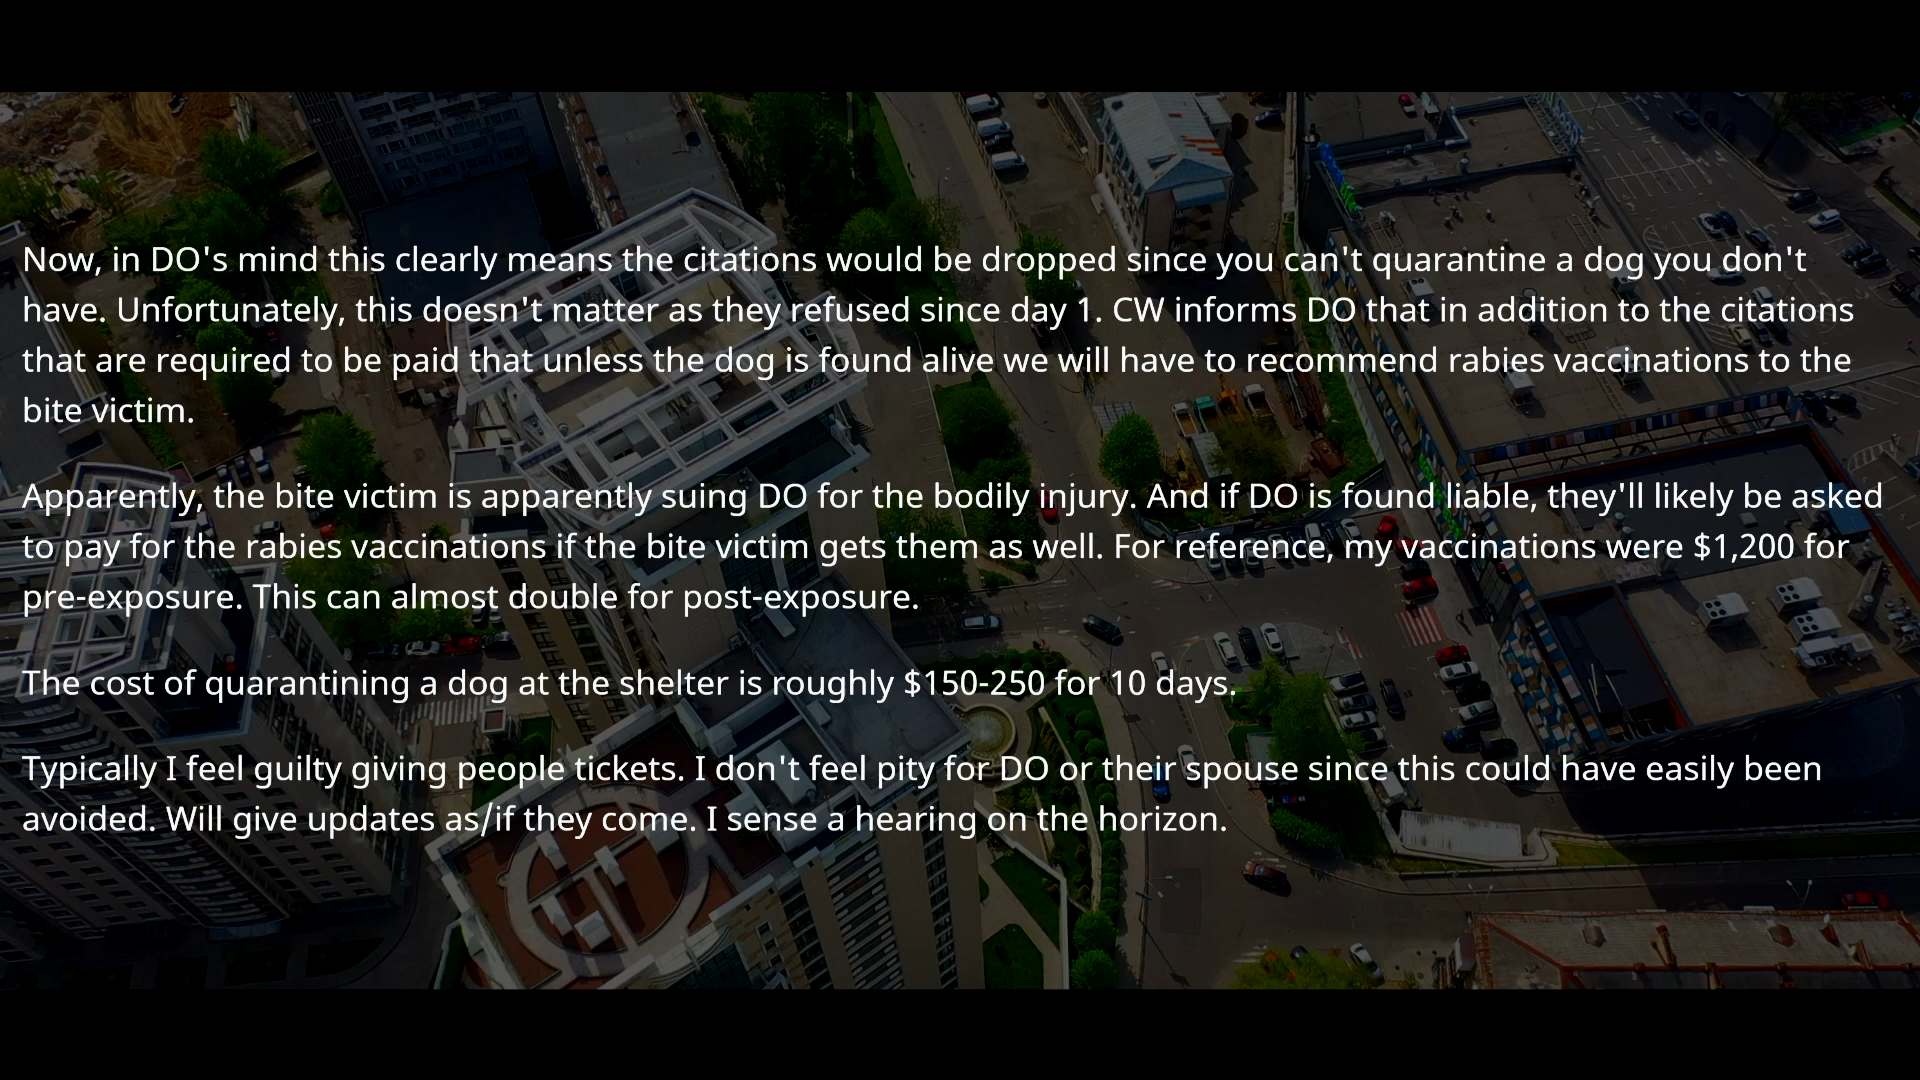 Now, in DO's mind this clearly means the citations would be dropped since you can't quarantine a dog you don't
have. Unfortunately, this doesn't matter as they refused since day 1. CW informs DO that in addition to the citations
that are required to be paid that unless the dog is found alive we will have to recommend rabies vaccinations to the
bite victim.
Apparently, the bite victim is apparently suing DO for the bodily injury. And if DO is found liable, they'll likely be asked
to pay for the rabies vaccinations if the bite victim gets them as well. For reference, my vaccinations were $1,200 for
pre-exposure. This can almost double for post-exposure.
The cost of quarantining a dog at the shelter is roughly $150-250 for 10 days.
Typically I feel guilty giving people tickets. I don't feel pity for DO or their spouse since this could have easily been
avoided. Will give updates as/if they come. I sense a hearing on the horizon.